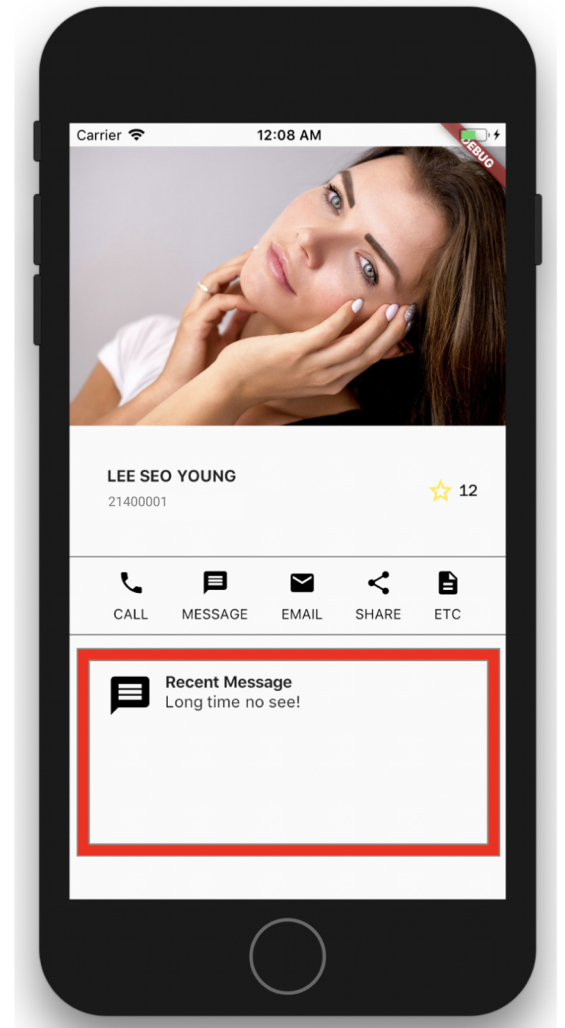 Carrier 12:08 AM
DEBUG
LEE SEO YOUNG
21400001
12
CALL MESSAGE EMAIL SHARE ETC
Recent Message
Long time no see!